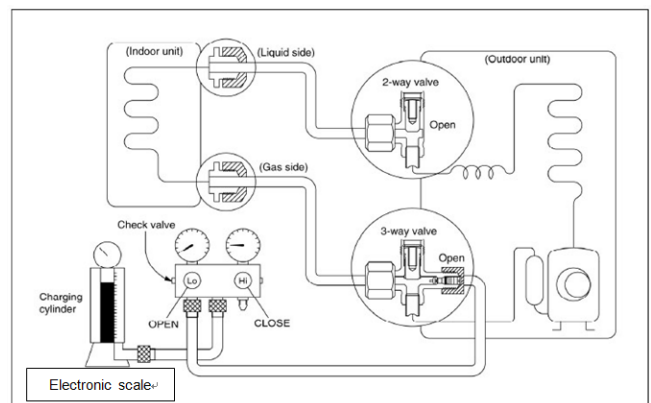 (Indoor unit)
(Liquid side)
(Outdoor unit)
2-way valve
Open
(Gas side)
3-way valve
Open
Check valve
Lo
Hi
Charging
cylinder
OPEN
CLOSE
Electronic scale↵